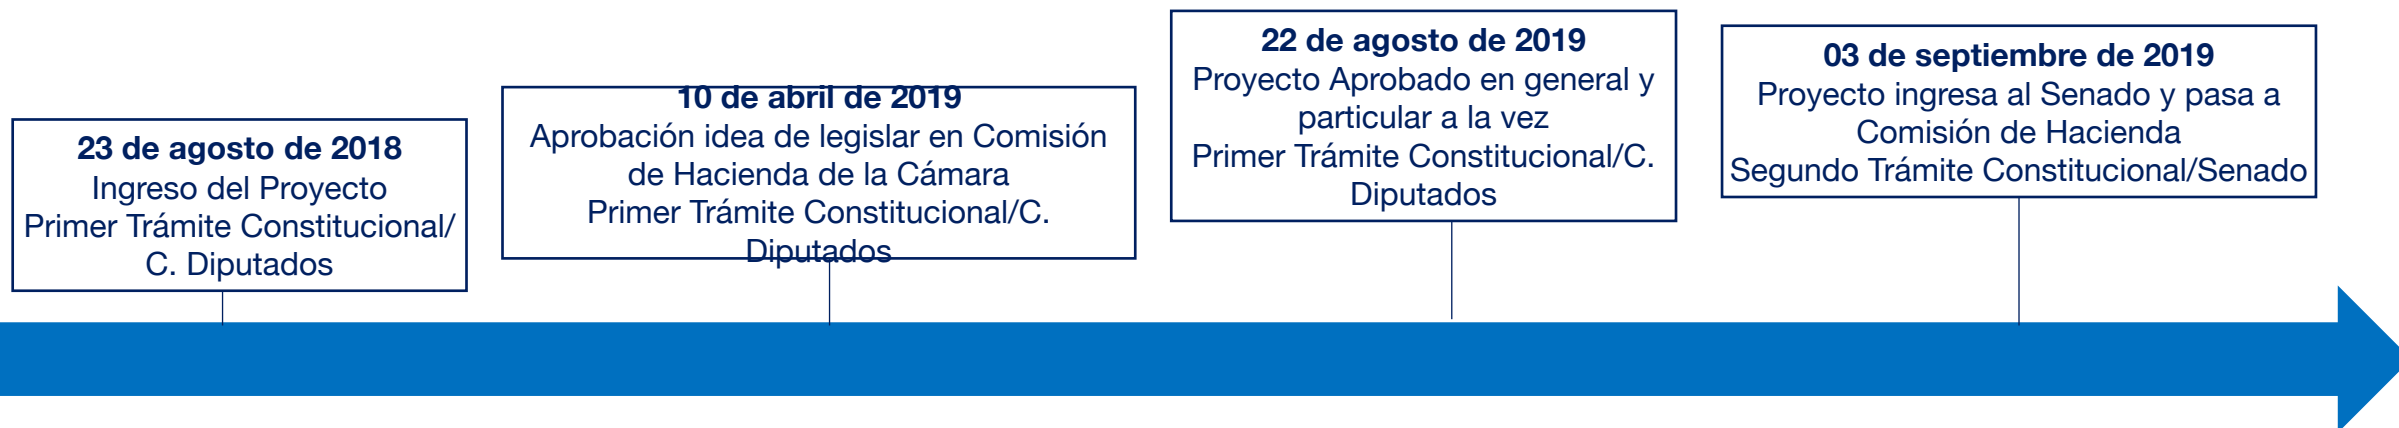 23 de agosto de 2018
Ingreso del Proyecto
Primer Trámite Constitucional/
C. Diputados
10 de abril de 2019
Aprobación idea de legislar en Comisión
de Hacienda de la Cámara
Primer Trámite Constitucional/C.
Diputados
22 de agosto de 2019
Proyecto Aprobado en general y
particular a la vez
Primer Trámite Constitucional/C.
Diputados
03 de septiembre de 2019
Proyecto ingresa al Senado y pasa a
Comisión de Hacienda
Segundo Trámite Constitucional/Senado